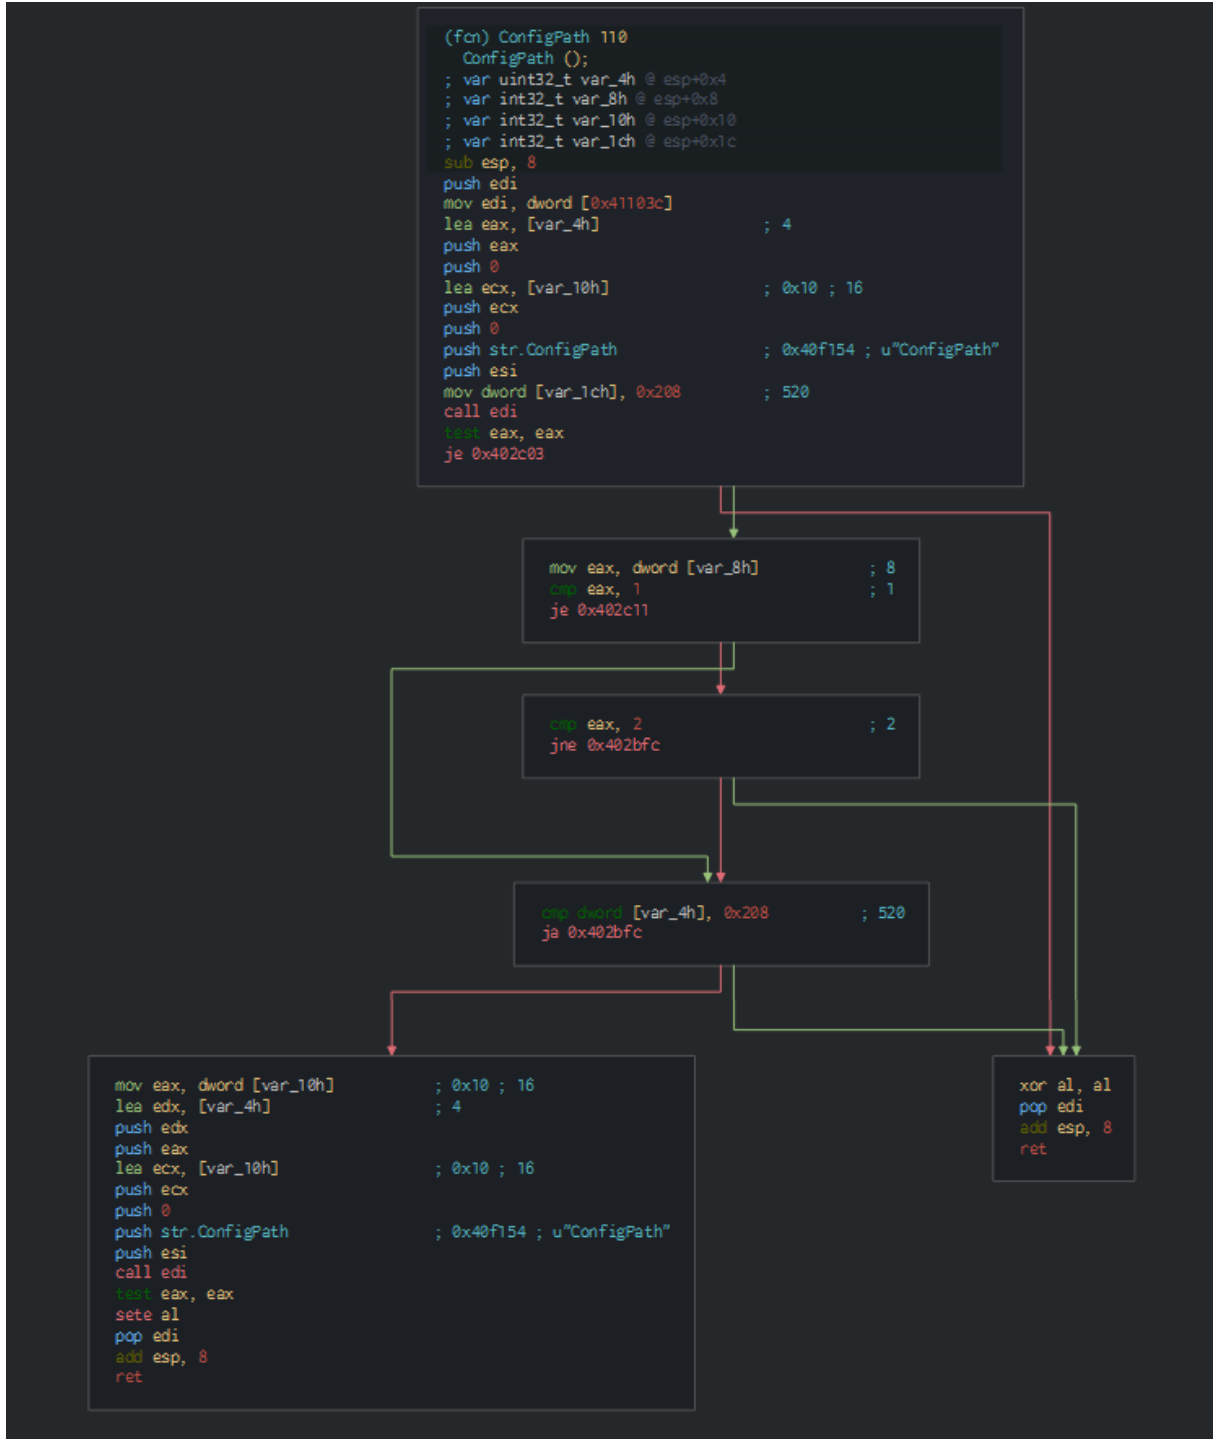 (fcn) ConfigPath 110
ConfigPath ();
; var uint32_t var_4h @ esp+0x4
; var int32_t var_8h @ esp+0x8
; var int32_t var_10h @ esp+0x10
; var int32_t var_1ch @ esp+0x1c
sub esp, 8
push edi
mov edi, dword [0x41103c]
lea eax, [var_4h] ; 4
push eax
push 0
lea ecx, [var_10h] ; 0x10 ; 16
push ecx
push 0
push str.ConfigPath ; 0x40f154 ; u"ConfigPath"
push esi
mov dword [var_1ch], 0x208 ; 520
call edi
test eax, eax
je 0x402c03
mov eax, dword [var_8h] ; 8
cmp eax, 1 ; 1
je 0x402c11
cmp eax, 2 ; 2
jne 0x402bfc
cmp dword [var_4h], 0x208 ; 520
ja 0x402bfc
mov eax, dword [var_10h] ; 0x10 ; 16
lea edx, [var_4h] ; 4
push edx
push eax
lea ecx, [var_10h] ; 0x10 ; 16
push ecx
push 0
push str.ConfigPath ; 0x40f154 ; u"ConfigPath"
push esi
call edi
test eax, eax
sete al
pop edi
add esp, 8
ret
xor al, al
pop edi
add esp, 8
ret